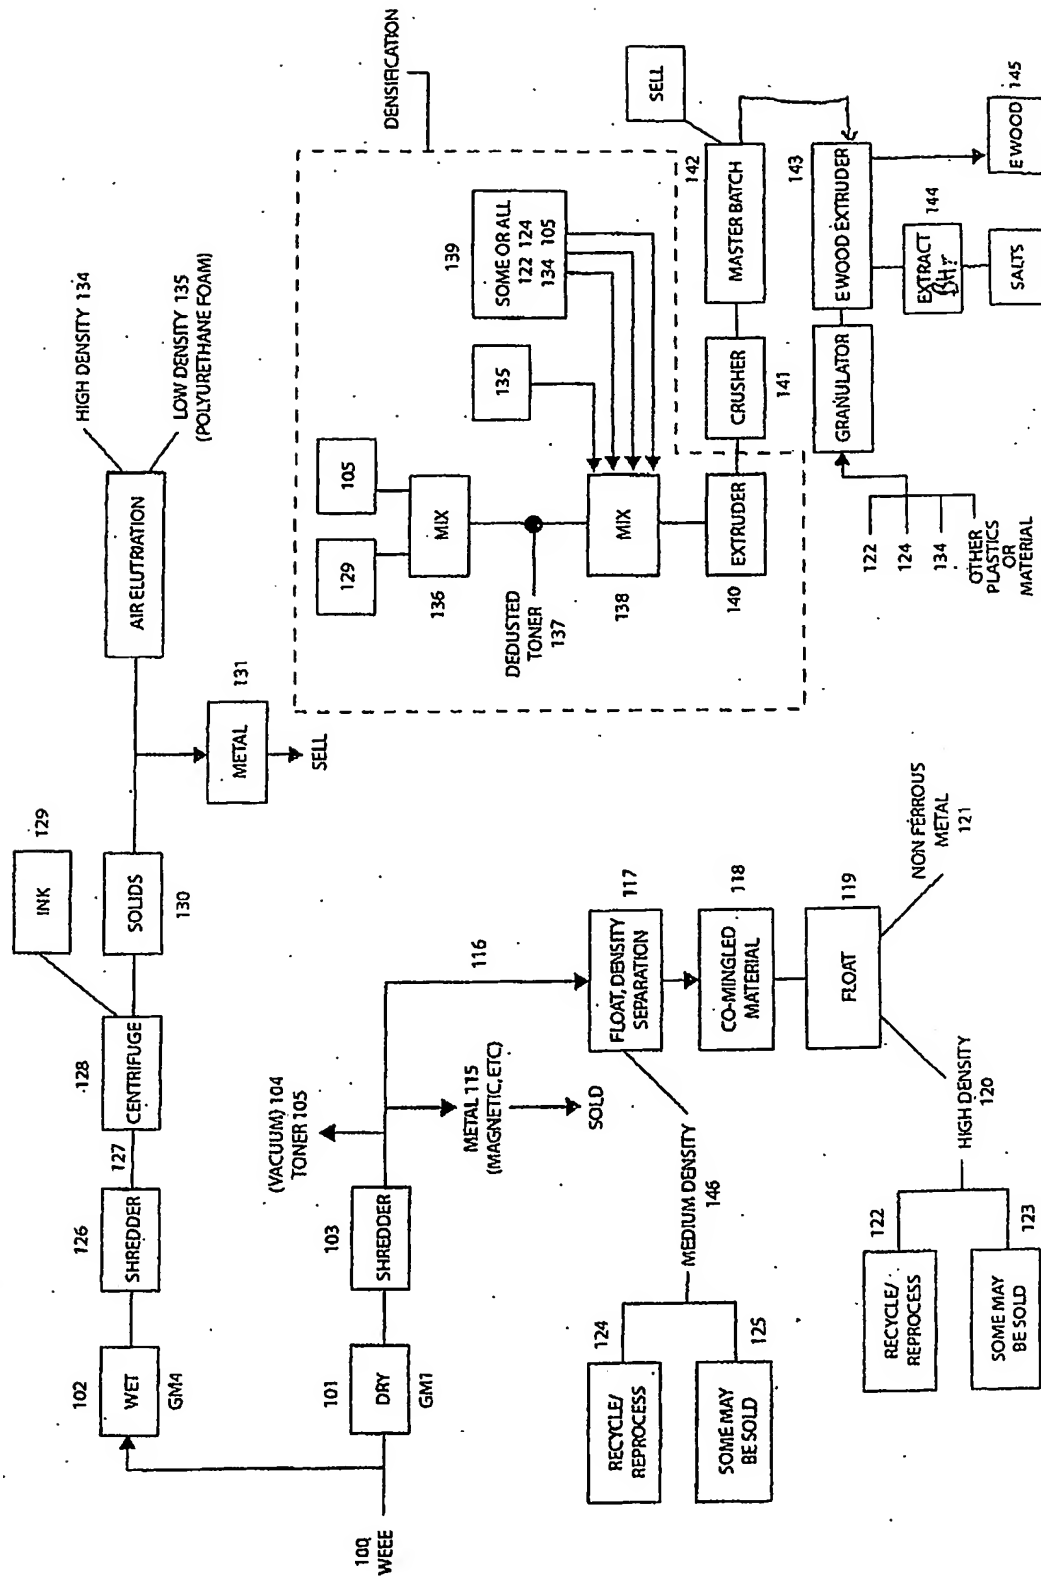 100
WEEE
102
WET
GM4
126
SHREDDER
127
128
CENTRIFUGE
INK
129
SOLIDS
130
METAL
131
SELL
AIR ELUTRIATION
HIGH DENSITY 134
LOW DENSITY 135
(POLYURETHANE FOAM)
101
DRY
GM1
103
SHREDDER
(VACUUM) 104
TONER 105
METAL 115
(MAGNETIC, ETC)
SOLD
116
FLOAT, DENSITY
SEPARATION
117
CO-MINGLED
MATERIAL
118
FLOAT
119
NON FERROUS
METAL
121
HIGH DENSITY
120
122
RECYCLE/
REPROCESS
SOME MAY
BE SOLD
123
MEDIUM DENSITY
146
124
RECYCLE/
REPROCESS
125
SOME MAY
BE SOLD
DENSIFICATION
129
105
MIX
136
DEDUSTED
TONER
137
135
139
SOME OR ALL
122 124
134 105
MIX
138
EXTRUDER
140
CRUSHER
141
MASTER BATCH
142
SELL
122
124
134
OTHER
PLASTICS
OR
MATERIAL
GRANULATOR
EWOOD EXTRUDER
143
EXTRACT
144
SALTS
EWOOD
145